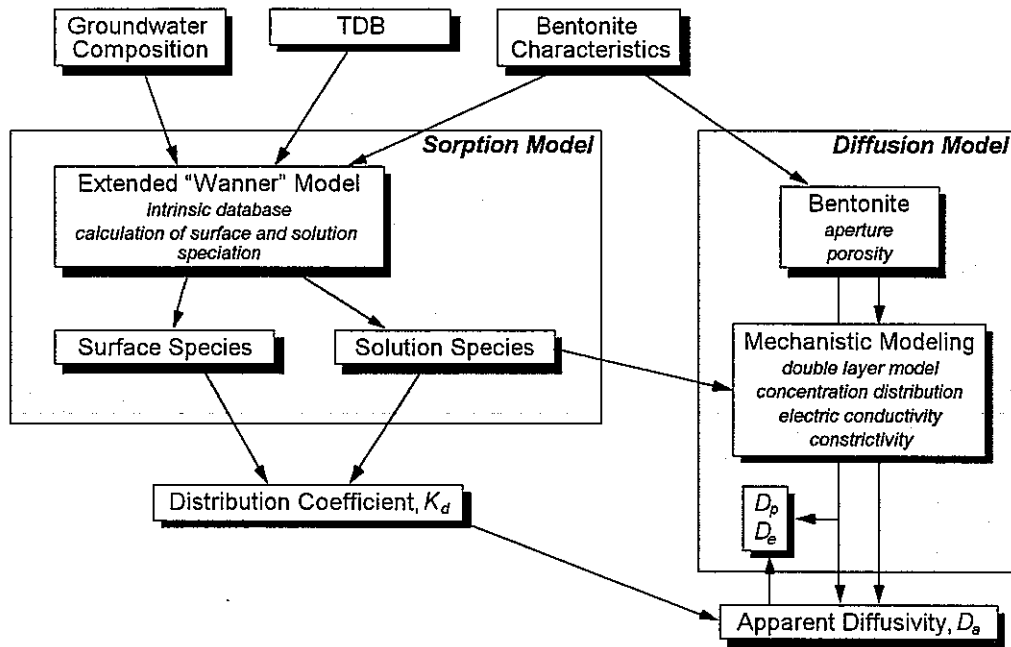 Groundwater
Composition
TDB
Bentonite
Characteristics
Sorption Model
Extended "Wanner" Model
intrinsic database
calculation of surface and solution
speciation
Surface Species
Solution Species
Distribution Coefficient, Kd
Diffusion Model
Bentonite
aperture
porosity
Mechanistic Modeling
double layer model
concentration distribution
electric conductivity
constrictivity
Dp
De
Apparent Diffusivity, Da